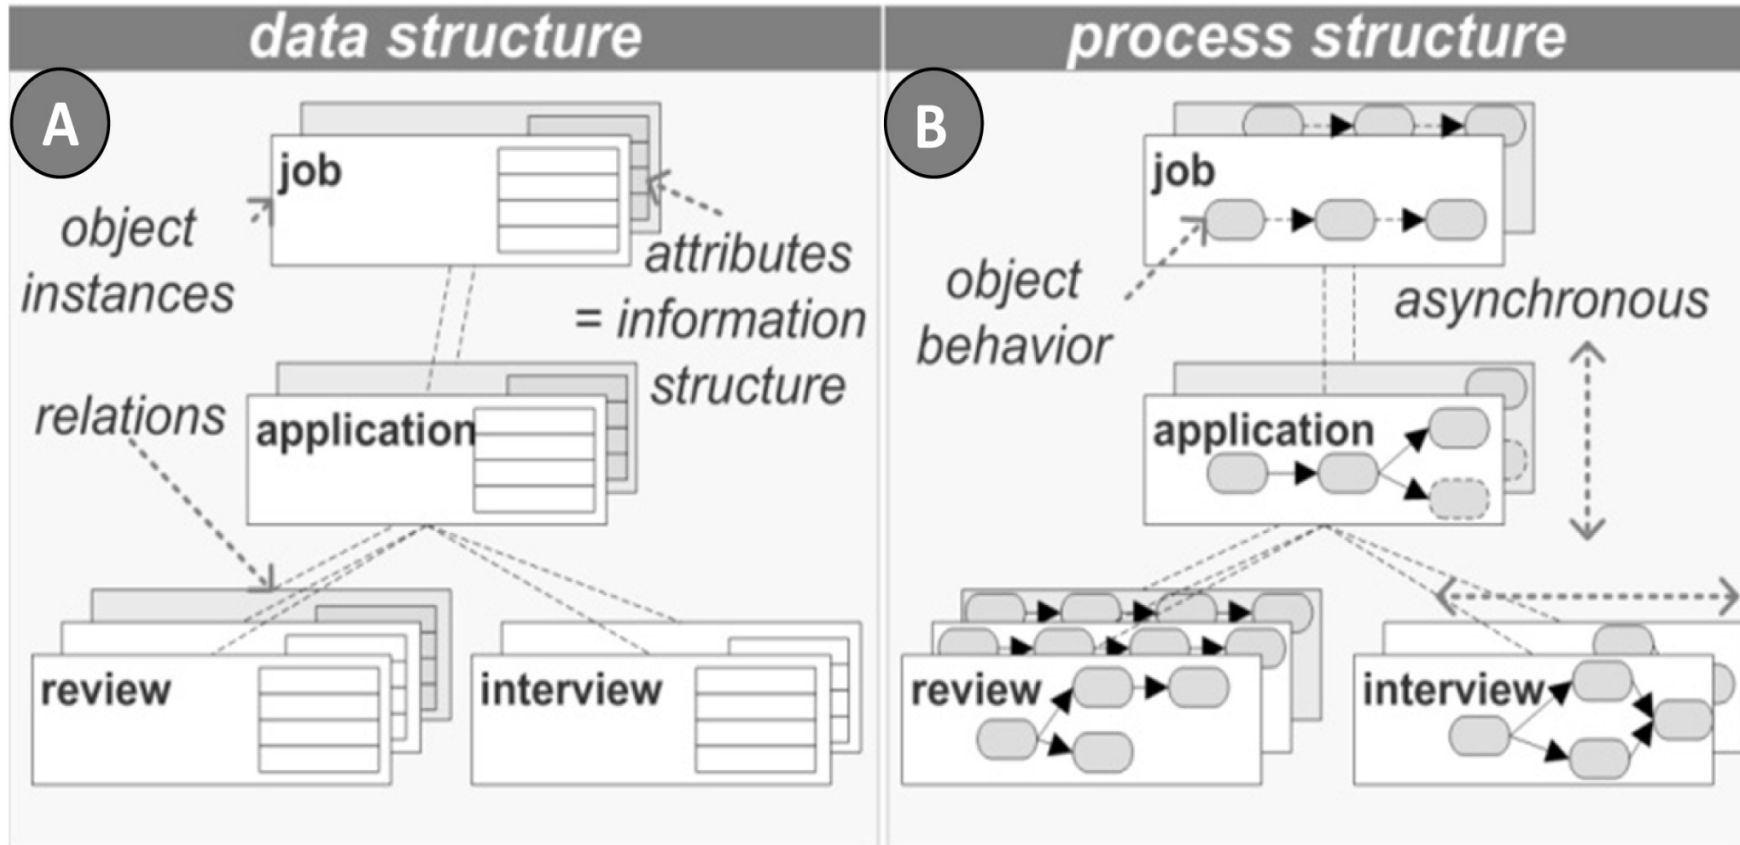 data structure
A
job
object
instances
attributes
= information
structure
relations
application
review
interview
process structure
B
job
object
behavior
asynchronous
application
review
interview